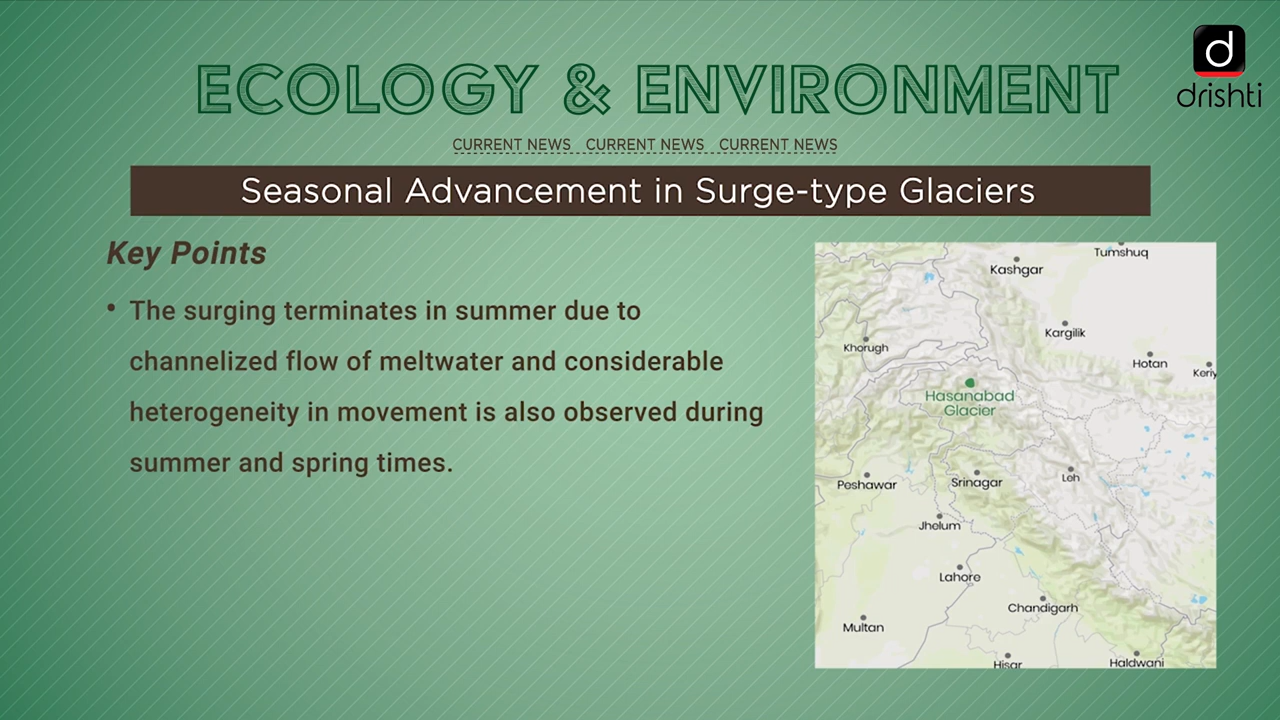 d
drishti
ECOLOGY & ENVIRONMENT
CURRENT NEWS CURRENT NEWS CURRENT NEWS
Seasonal Advancement in Surge-type Glaciers
Key Points
• The surging terminates in summer due to
channelized flow of meltwater and considerable
heterogeneity in movement is also observed during
summer and spring times.
Tumshuq
Kashgar
Kargilik
Khorugh
Hotan
Keriy
Hasanabad
Glacier
Peshawar
Srinagar
Leh
Jhelum
Lahore
Chandigarh
Multan
Hisar
Haldwani